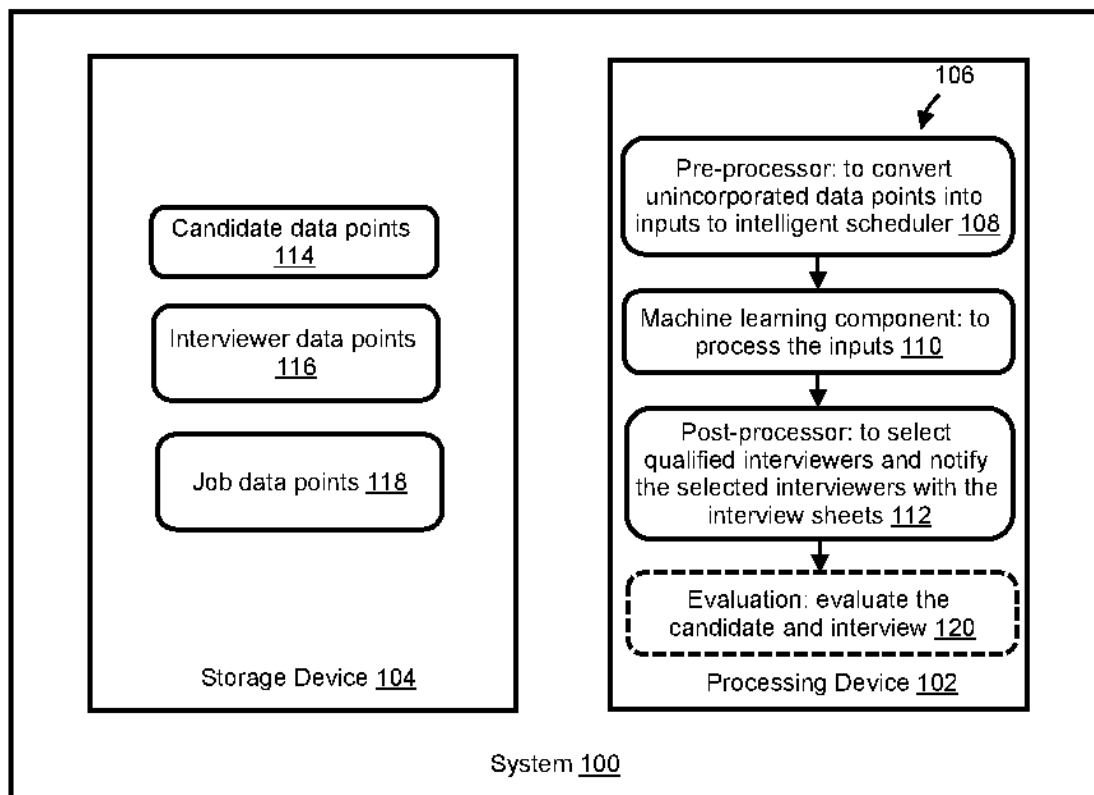 Candidate data points
114
Interviewer data points
116
Job data points 118
Storage Device 104
106
Pre-processor: to convert
unincorporated data points into
inputs to intelligent scheduler 108
Machine learning component: to
process the inputs 110
Post-processor: to select
qualified interviewers and notify
the selected interviewers with the
interview sheets 112
Evaluation: evaluate the
candidate and interview 120
Processing Device 102
System 100